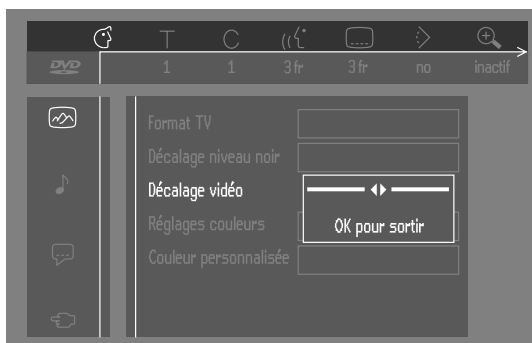 T C
DVD 1 1 3 fr 3 fr no inactif
Format TV
Décalage niveau noir
Décalage vidéo
Réglages couleurs
OK pour sortir
Couleur personnalisée